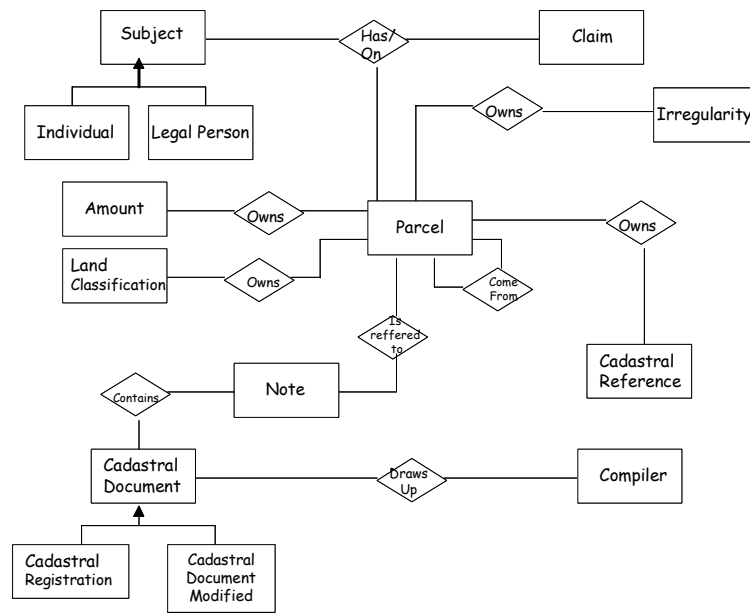 Subject
Has/
On
Claim
Individual
Legal Person
Owns
Irregularity
Amount
Owns
Parcel
Owns
Land
Classification
Owns
Come
From
Is
reffered
to
Cadastral
Reference
Contains
Note
Cadastral
Document
Draws
Up
Compiler
Cadastral
Registration
Cadastral
Document
Modified